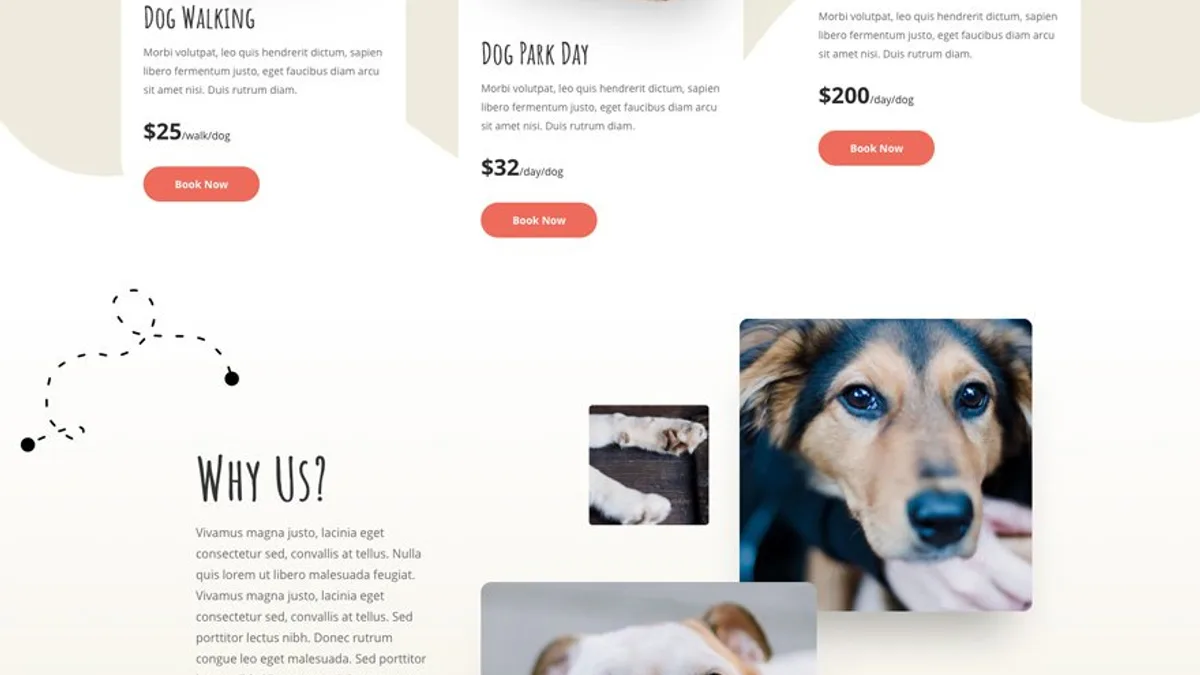 Dog Walking
Morbi volutpat, leo quis hendrerit dictum, sapien
libero fermentum justo, eget faucibus diam arcu
sit amet nisi. Duis rutrum diam.
$25/walk/dog
Book Now
Dog Park Day
Morbi volutpat, leo quis hendrerit dictum, sapien
libero fermentum justo, eget faucibus diam arcu
sit amet nisi. Duis rutrum diam.
$32/day/dog
Book Now
Morbi volutpat, leo quis hendrerit dictum, sapien
libero fermentum justo, eget faucibus diam arcu
sit amet nisi. Duis rutrum diam.
$200/day/dog
Book Now
Why Us?
Vivamus magna justo, lacinia eget
consectetur sed, convallis at tellus. Nulla
quis lorem ut libero malesuada feugiat.
Vivamus magna justo, lacinia eget
consectetur sed, convallis at tellus. Sed
porttitor lectus nibh. Donec rutrum
congue leo eget malesuada. Sed porttitor